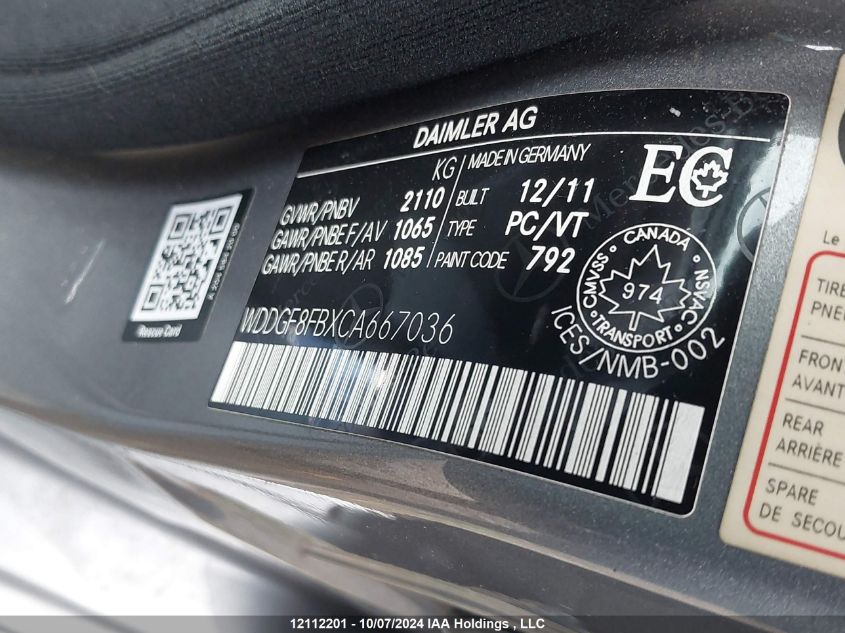 DAIMLER AG
KG MADE IN GERMANY
GVWR/PNBV 2110 BUILT 12/11
GAWR/PNBE F/AV 1065 TYPE PC/VT
GAWR/PNBE R/AR 1085 PAINT CODE 792
EC
CANADA
CMVSS NSVAC
974
TRANSPORT
WDDGF8FBXCA667036
ICES/NMB-002
Rescue Card
Le
TIRE
PNE
FRON
AVANT
REAR
ARRIÈRE
SPARE
DE SECOU
12112201 - 10/07/2024 IAA Holdings , LLC